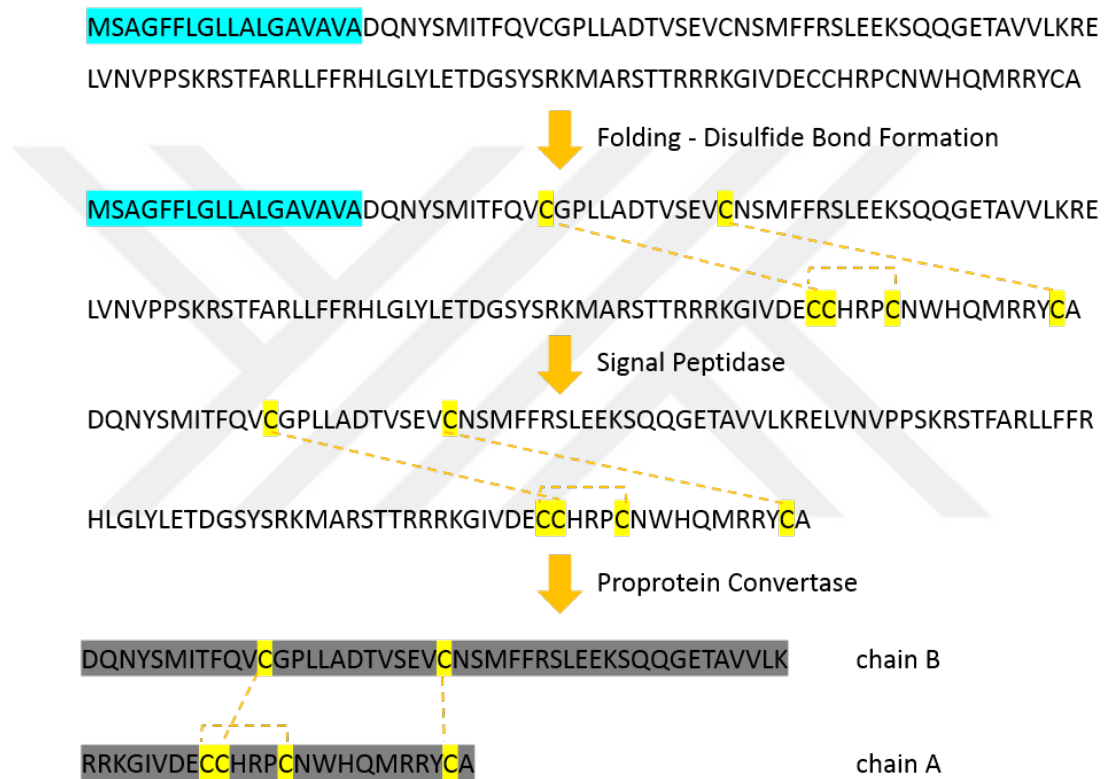 MSAGFFLGLLALGAVAVADQNYSMITFQVCGPLLADTVSEVCNSMFFRSLEEKSQQGETAVVLKRE
LVNVPPSKRSTFARLLFFRHLGLYLETDGSYSRKMARSTTRRRKGIVDECCHRPCNWHQMRRYCA
Folding - Disulfide Bond Formation
MSAGFFLGLLALGAVAVADQNYSMITFQVCGPLLADTVSEVCNSMFFRSLEEKSQQGETAVVLKRE
LVNVPPSKRSTFARLLFFRHLGLYLETDGSYSRKMARSTTRRRKGIVDECCHRPCNWHQMRRYCA
Signal Peptidase
DQNYSMITFQVCGPLLADTVSEVCNSMFFRSLEEKSQQGETAVVLKRELVNVPPSKRSTFARLLFFR
HLGLYLETDGSYSRKMARSTTRRRKGIVDECCHRPCNWHQMRRYCA
Proprotein Convertase
DQNYSMITFQVCGPLLADTVSEVCNSMFFRSLEEKSQQGETAVVLK chain B
RRKGIVDECCHRPCNWHQMRRYCA chain A